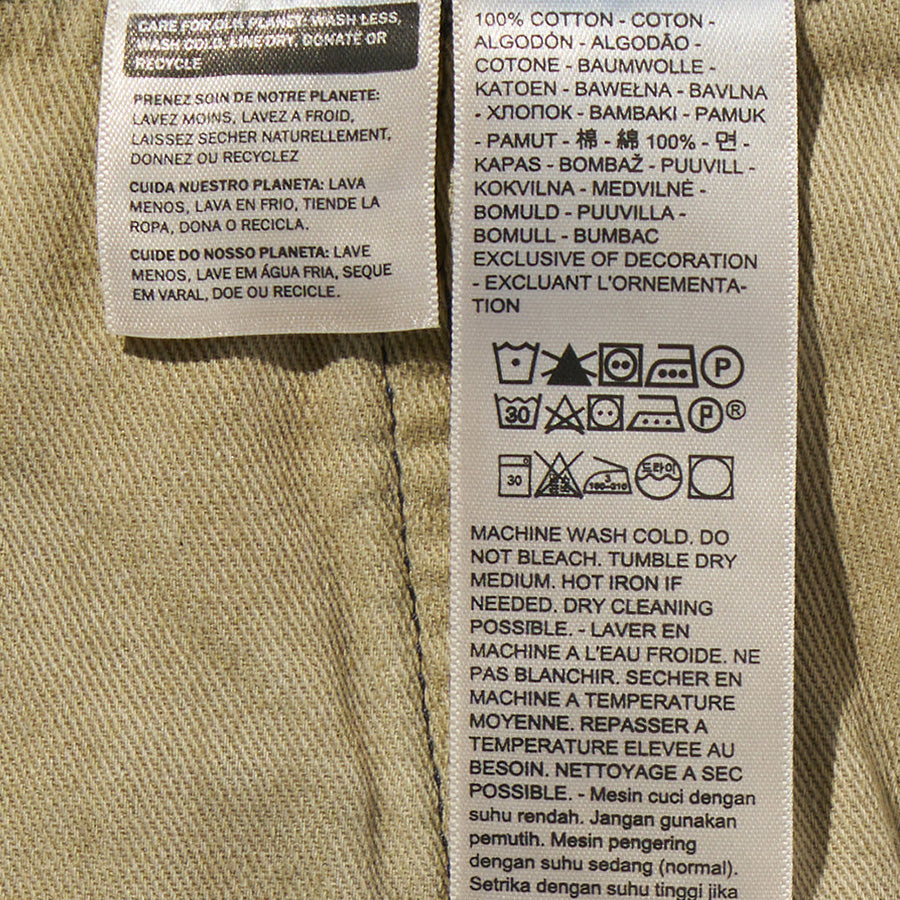 CARE FOR OUR PLANET: WASH LESS,
WASH COLD, LINE DRY, DONATE OR
RECYCLE
PRENEZ SOIN DE NOTRE PLANETE:
LAVEZ MOINS, LAVEZ A FROID,
LAISSEZ SECHER NATURELLEMENT,
DONNEZ OU RECYCLEZ
CUIDA NUESTRO PLANETA: LAVA
MENOS, LAVA EN FRIO, TIENDE LA
ROPA, DONA O RECICLA.
CUIDE DO NOSSO PLANETA: LAVE
MENOS, LAVE EM ÁGUA FRIA, SEQUE
EM VARAL, DOE OU RECICLE.
100% COTTON - COTON -
ALGODÓN - ALGODÃO -
COTONE - BAUMWOLLE -
KATOEN - BAWEŁNA - BAVLNA
- ХЛОПОК - BAMBAKI - PAMUK
- PAMUT - 棉 - 綿 100% - 면 -
KAPAS - BOMBAŽ - PUUVILL -
KOKVILNA - MEDVILNĖ -
BOMULD - PUUVILLA -
BOMULL - BUMBAC
EXCLUSIVE OF DECORATION
- EXCLUANT L'ORNEMENTA-
TION
P
30 P ®
30 3 180-210 드라이
MACHINE WASH COLD. DO
NOT BLEACH. TUMBLE DRY
MEDIUM. HOT IRON IF
NEEDED. DRY CLEANING
POSSIBLE. - LAVER EN
MACHINE A L'EAU FROIDE. NE
PAS BLANCHIR. SECHER EN
MACHINE A TEMPERATURE
MOYENNE. REPASSER A
TEMPERATURE ELEVEE AU
BESOIN. NETTOYAGE A SEC
POSSIBLE. - Mesin cuci dengan
suhu rendah. Jangan gunakan
pemutih. Mesin pengering
dengan suhu sedang (normal).
Setrika dengan suhu tinggi jika